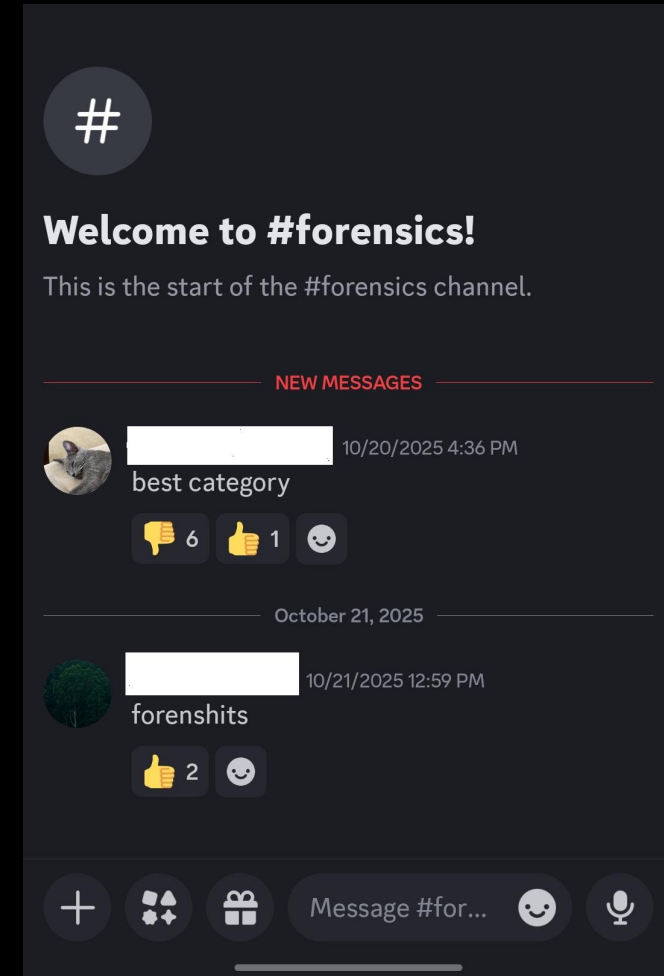 #
Welcome to #forensics!
This is the start of the #forensics channel.
NEW MESSAGES
10/20/2025 4:36 PM
best category
6 1
October 21, 2025
10/21/2025 12:59 PM
forenshits
2
Message #for...